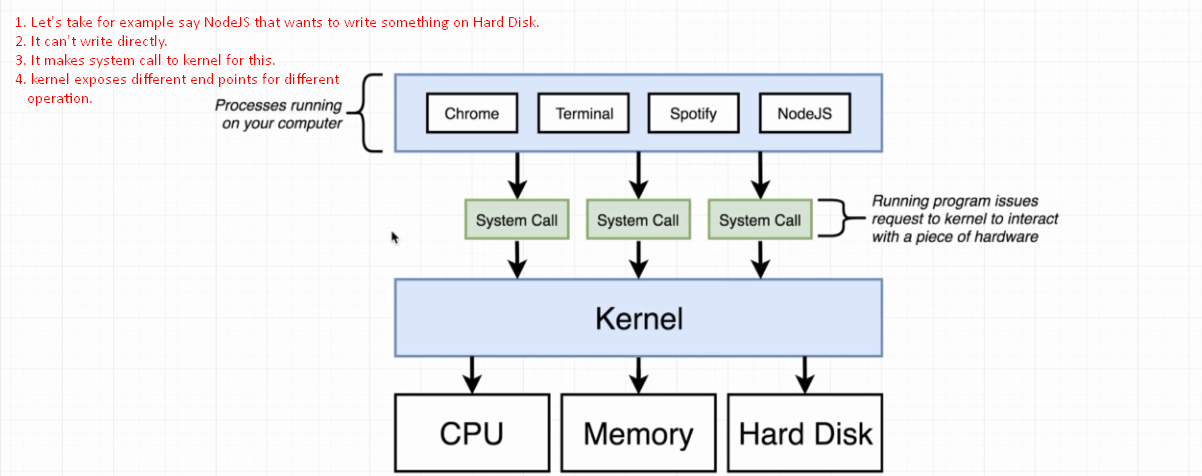 1. Let's take for example say NodeJS that wants to write something on Hard Disk.
2. It can't write directly.
3. It makes system call to kernel for this.
4. kernel exposes different end points for different
operation.
Processes running
on your computer
Chrome
Terminal
Spotify
NodeJS
System Call
System Call
System Call
Running program issues
request to kernel to interact
with a piece of hardware
Kernel
CPU
Memory
Hard Disk